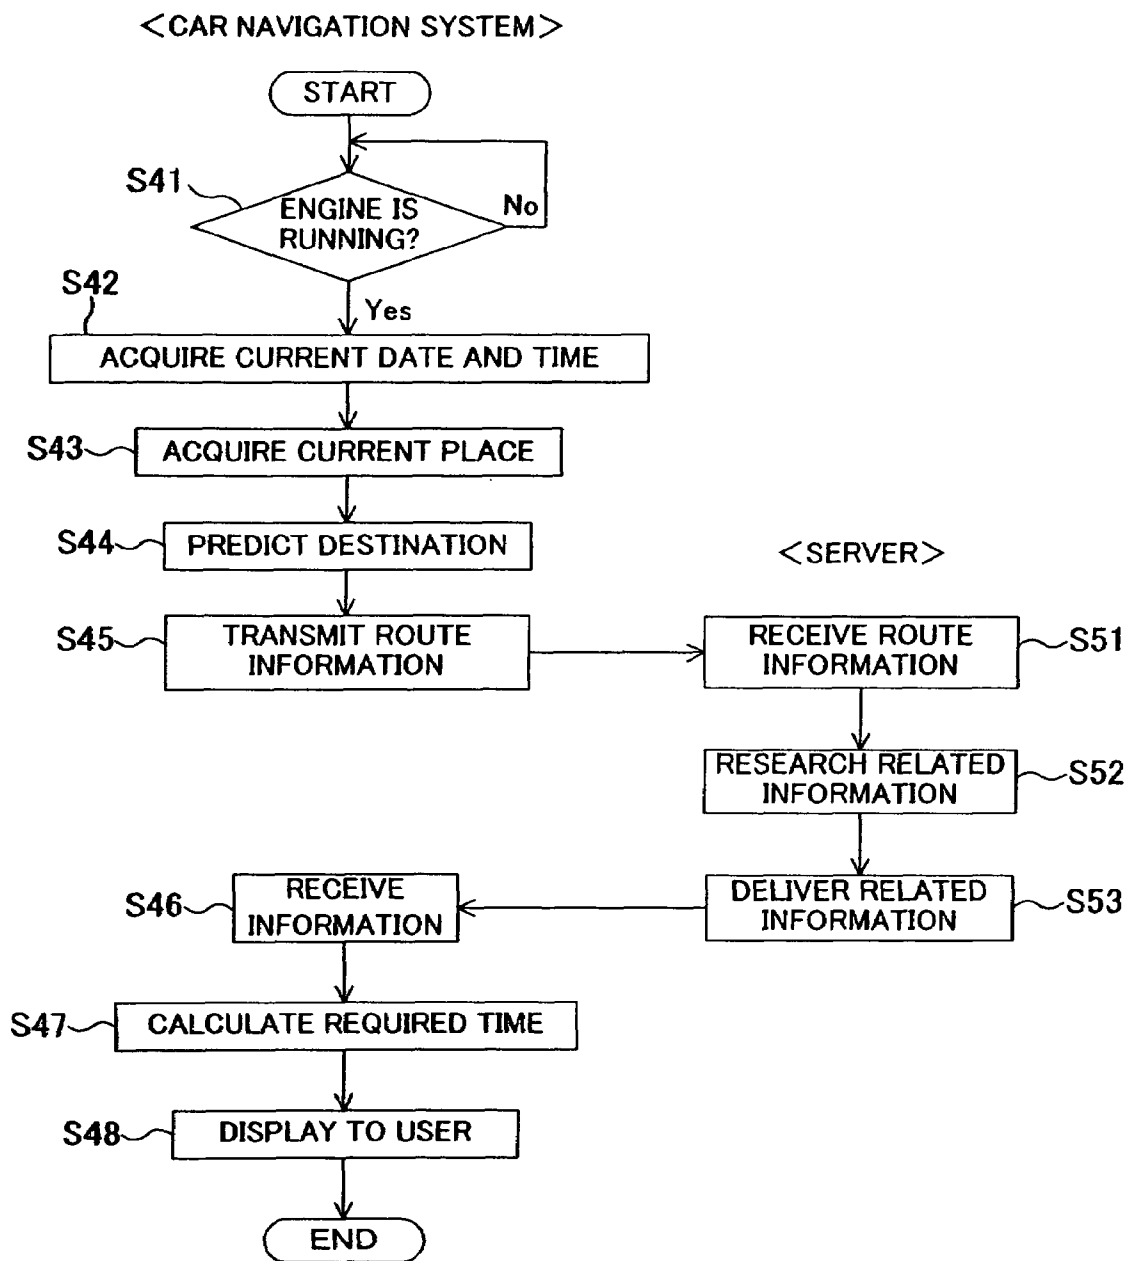 <CAR NAVIGATION SYSTEM>
START
S41
ENGINE IS
RUNNING?
No
Yes
S42
ACQUIRE CURRENT DATE AND TIME
S43
ACQUIRE CURRENT PLACE
S44
PREDICT DESTINATION
<SERVER>
S45
TRANSMIT ROUTE
INFORMATION
RECEIVE ROUTE
INFORMATION
S51
RESEARCH RELATED
INFORMATION
S52
DELIVER RELATED
INFORMATION
S53
S46
RECEIVE
INFORMATION
S47
CALCULATE REQUIRED TIME
S48
DISPLAY TO USER
END